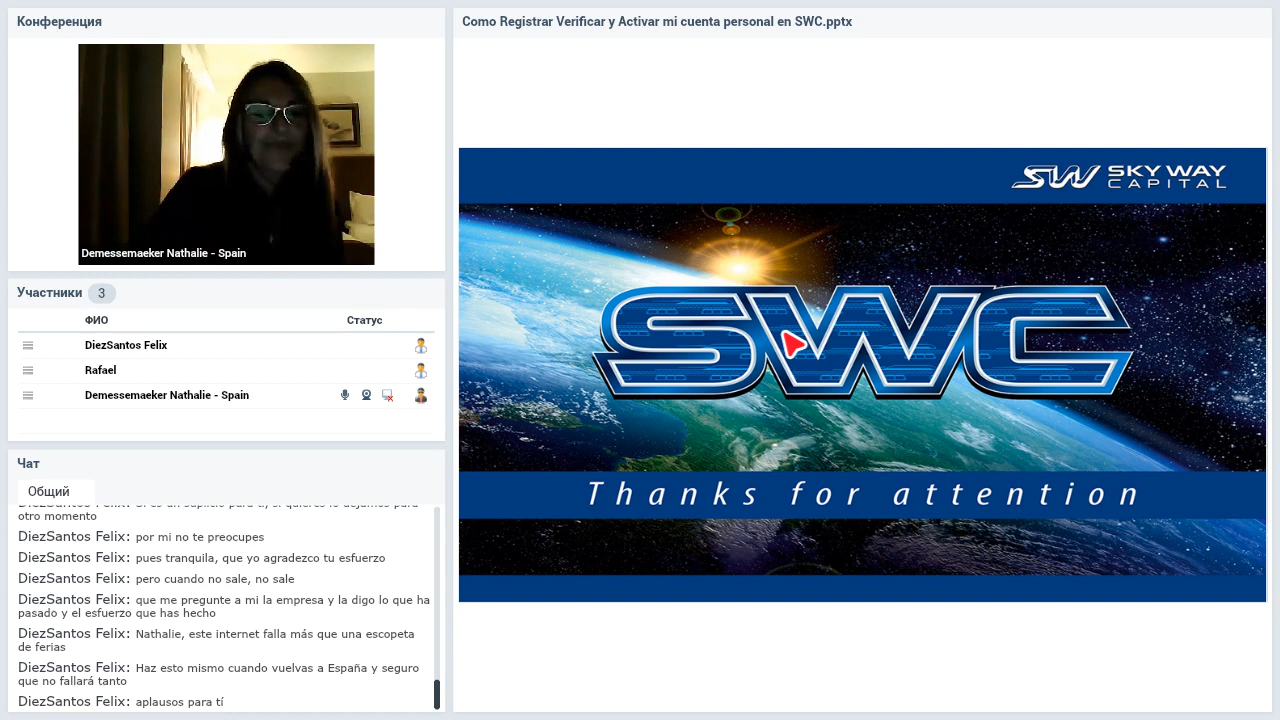 Конференция
Demessemaeker Nathalie - Spain
Участники 3
ФИО Статус
DiezSantos Felix
Rafael
Demessemaeker Nathalie - Spain
Чат
Общий
otro momento
DiezSantos Felix: por mi no te preocupes
DiezSantos Felix: pues tranquila, que yo agradezco tu esfuerzo
DiezSantos Felix: pero cuando no sale, no sale
DiezSantos Felix: que me pregunte a mi la empresa y la digo lo que ha
pasado y el esfuerzo que has hecho
DiezSantos Felix: Nathalie, este internet falla más que una escopeta
de ferias
DiezSantos Felix: Haz esto mismo cuando vuelvas a España y seguro
que no fallará tanto
DiezSantos Felix: aplausos para tí
Como Registrar Verificar y Activar mi cuenta personal en SWC.pptx
SW SKY WAY
CAPITAL
SWC
Thanks for attention